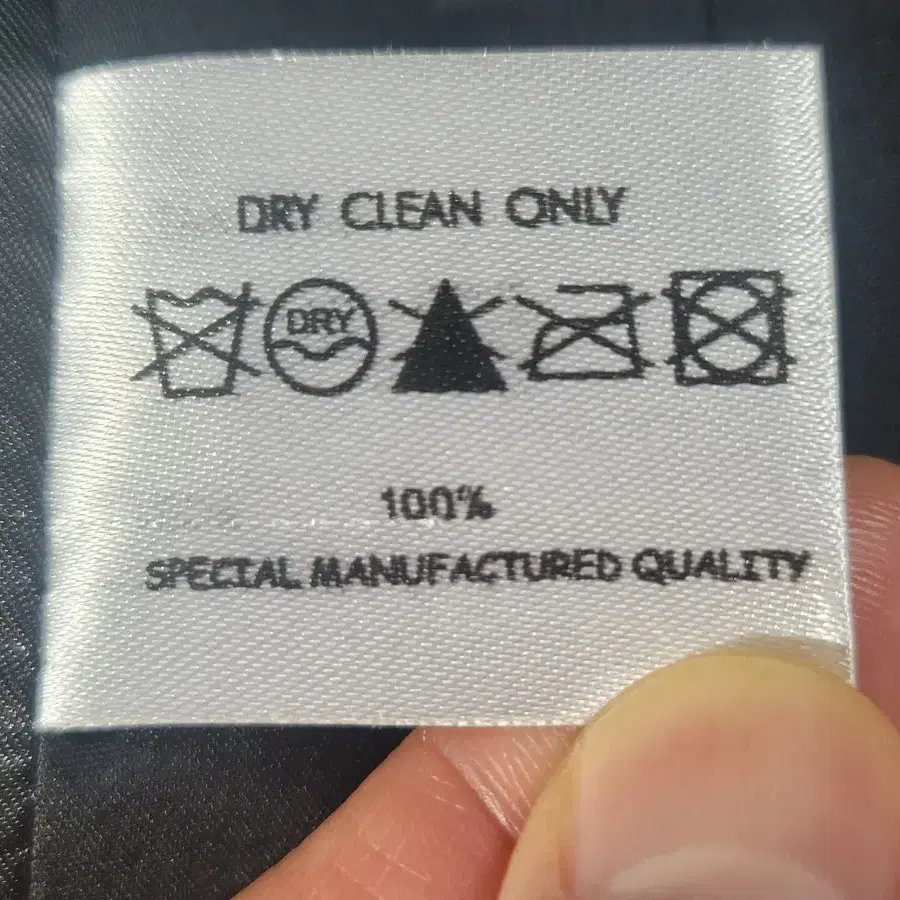 DRY CLEAN ONLY
DRY
100%
SPECIAL MANUFACTURED QUALITY